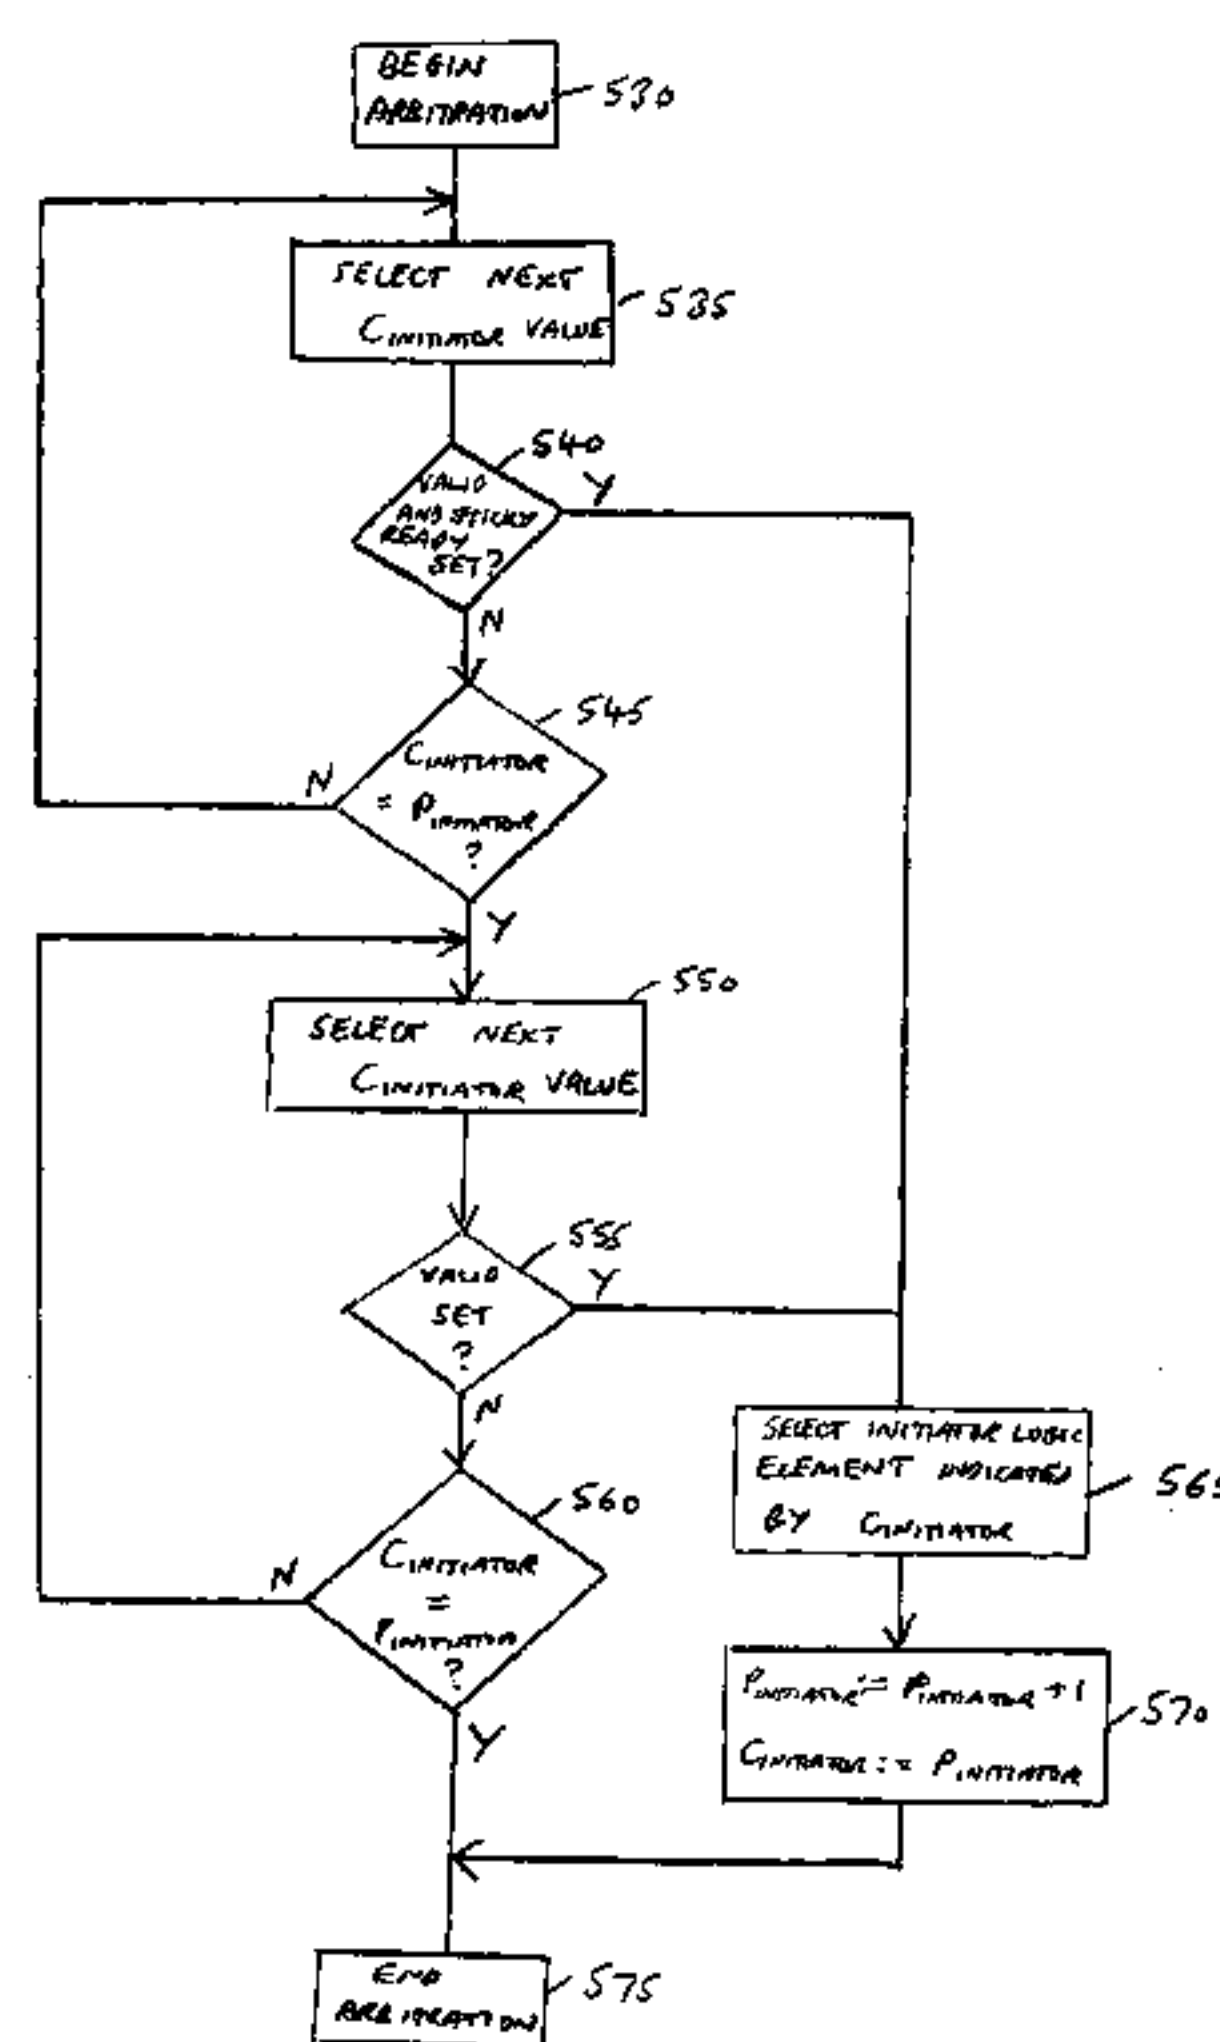 BEGIN
ARBITRATION
530
SELECT NEXT
CINITIATOR VALUE
535
540
VALID
AND STICKY
READY
SET?
Y
N
545
CINITIATOR
= PINITIATOR
?
N
Y
550
SELECT NEXT
CINITIATOR VALUE
555
VALID
SET
?
Y
N
560
CINITIATOR
=
PINITIATOR
?
N
Y
SELECT INITIATOR LOGIC
ELEMENT INDICATED
BY CINITIATOR
565
PINITIATOR := PINITIATOR +1
CINITIATOR := PINITIATOR
570
END
ARBITRATION
575